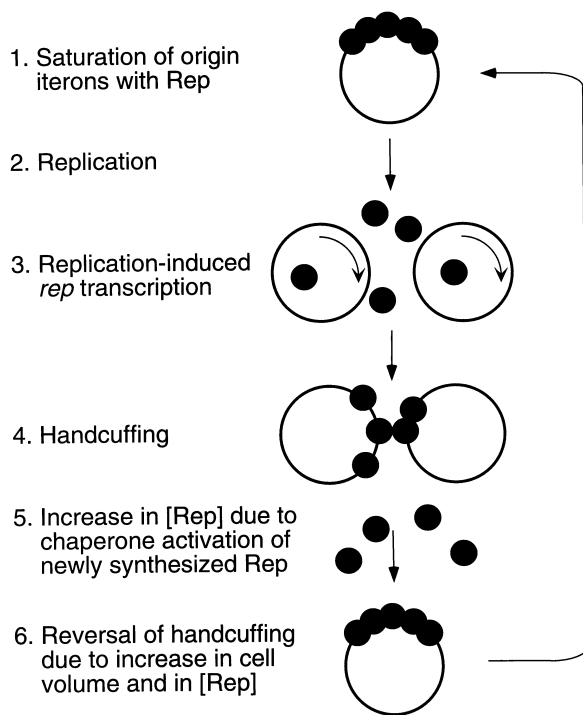 1. Saturation of origin
iterons with Rep
2. Replication
3. Replication-induced
rep transcription
4. Handcuffing
5. Increase in [Rep] due to
chaperone activation of
newly synthesized Rep
6. Reversal of handcuffing
due to increase in cell
volume and in [Rep]